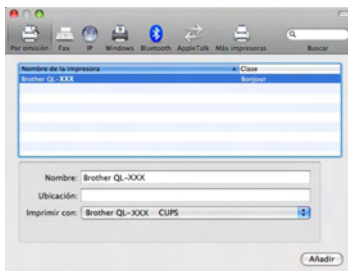 Por omisión Fax IP Windows Bluetooth AppleTalk Más impresoras Buscar
Nombre de la impresora Clase
Brother QL-XXX Bonjour
Nombre: Brother QL-XXX
Ubicación:
Imprimir con: Brother QL-XXX CUPS
Añadir